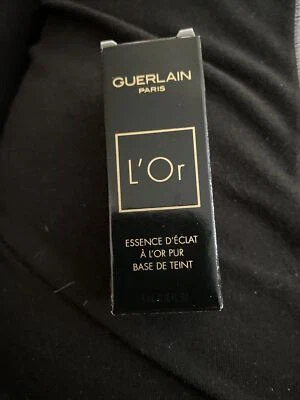 GUERLAIN
PARIS
L'Or
ESSENCE D'ÉCLAT
À L'OR PUR
BASE DE TEINT